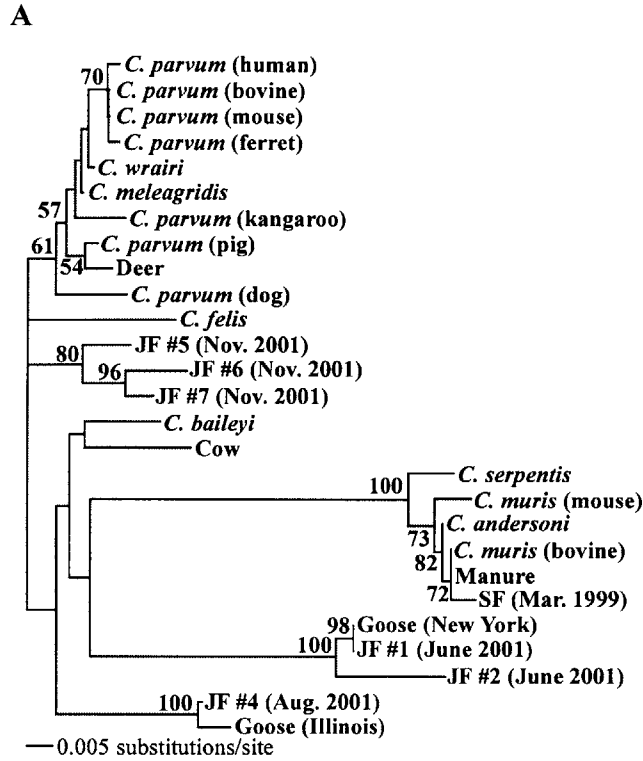 A
70
C. parvum (human)
C. parvum (bovine)
C. parvum (mouse)
C. parvum (ferret)
C. wrairi
C. meleagridis
57
C. parvum (kangaroo)
61
C. parvum (pig)
54
Deer
C. parvum (dog)
C. felis
80
JF #5 (Nov. 2001)
96
JF #6 (Nov. 2001)
JF #7 (Nov. 2001)
C. baileyi
Cow
100
C. serpentis
C. muris (mouse)
73
C. andersoni
82
C. muris (bovine)
Manure
72
SF (Mar. 1999)
98
Goose (New York)
100
JF #1 (June 2001)
JF #2 (June 2001)
100
JF #4 (Aug. 2001)
Goose (Illinois)
0.005 substitutions/site